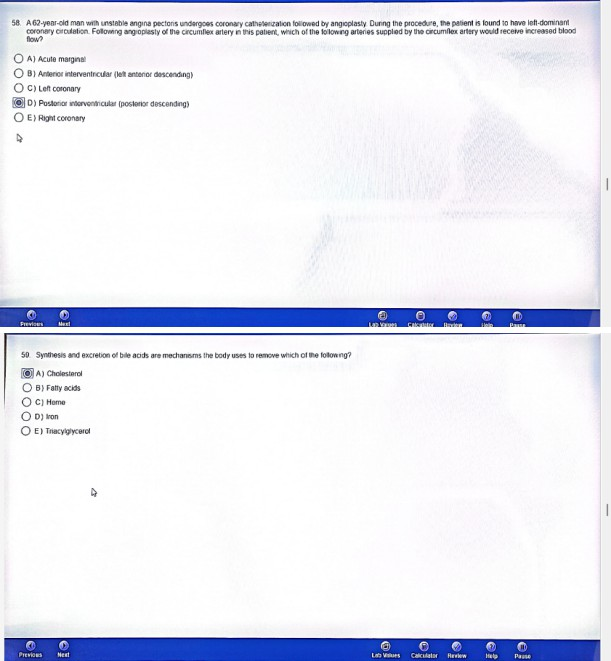 58. A 62-year-old man with unstable angina pectoris undergoes coronary catheterization followed by angioplasty. During the procedure, the patient is found to have left-dominant
coronary circulation. Following angioplasty of the circumflex artery in this patient, which of the following arteries supplied by the circumflex artery would receive increased blood
flow?
A) Acute marginal
B) Anterior interventricular (left anterior descending)
C) Left coronary
D) Posterior interventricular (posterior descending)
E) Right coronary
Previous Next Lab Values Calculator Review Help Pause
59. Synthesis and excretion of bile acids are mechanisms the body uses to remove which of the following?
A) Cholesterol
B) Fatty acids
C) Heme
D) Iron
E) Triacylglycerol
Previous Next Lab Values Calculator Review Help Pause